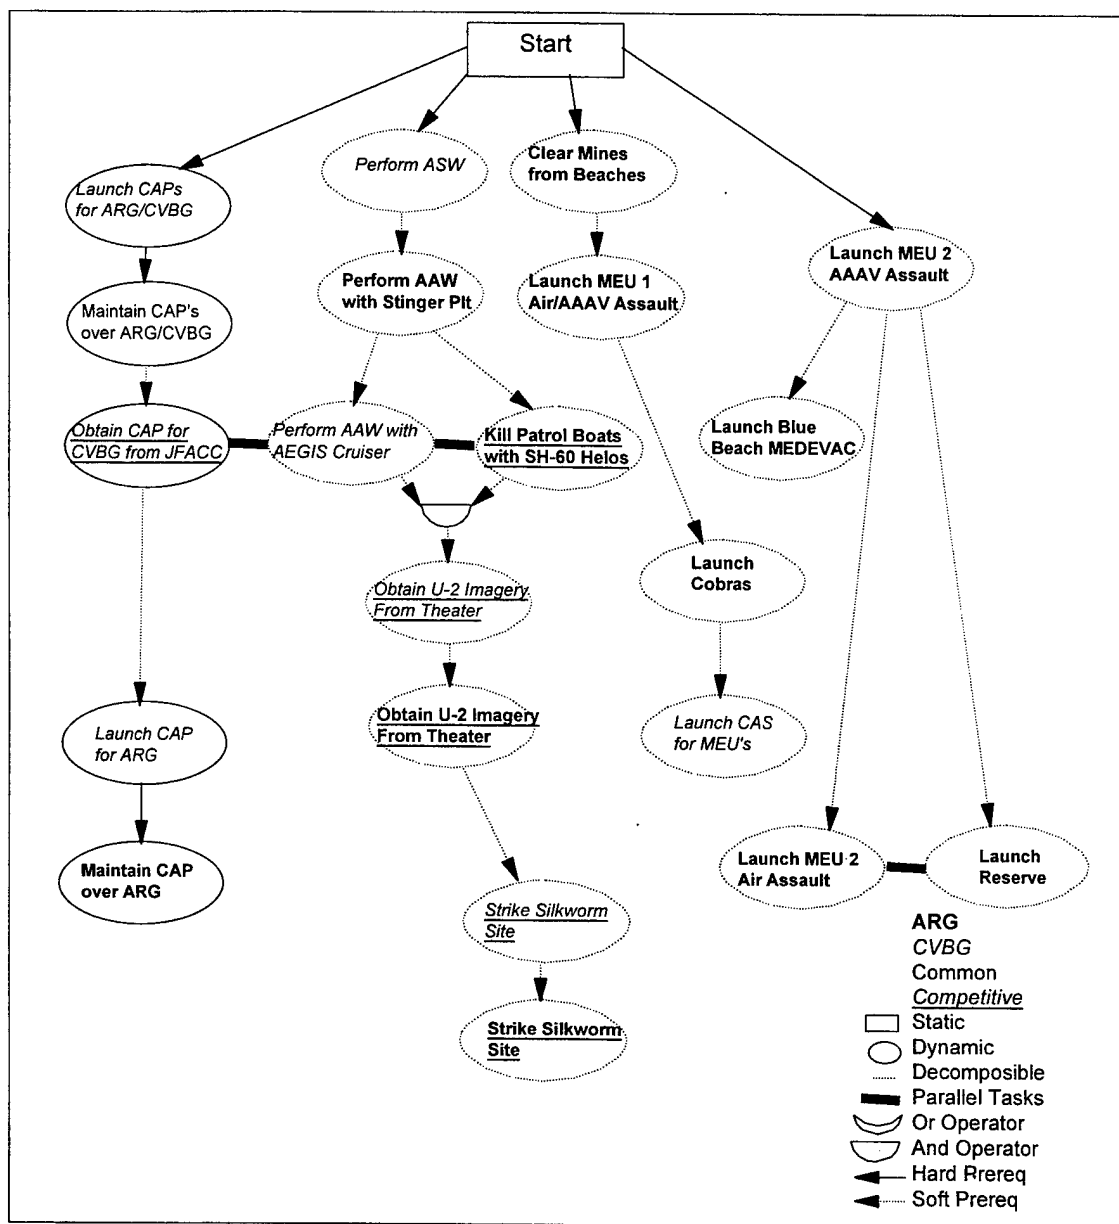 Start
Perform ASW
Clear Mines
from Beaches
Launch CAPs
for ARG/CVBG
Launch MEU 2
AAAV Assault
Perform AAW
with Stinger Plt
Launch MEU 1
Air/AAAV Assault
Maintain CAP's
over ARG/CVBG
Obtain CAP for
CVBG from JFACC
Perform AAW with
AEGIS Cruiser
Kill Patrol Boats
with SH-60 Helos
Launch Blue
Beach MEDEVAC
Launch
Cobras
Obtain U-2 Imagery
From Theater
Obtain U-2 Imagery
From Theater
Launch CAS
for MEU's
Launch CAP
for ARG
Maintain CAP
over ARG
Launch MEU 2
Air Assault
Launch
Reserve
Strike Silkworm
Site
Strike Silkworm
Site
ARG
CVBG
Common
Competitive
Static
Dynamic
Decomposible
Parallel Tasks
Or Operator
And Operator
Hard Prereq
Soft Prereq